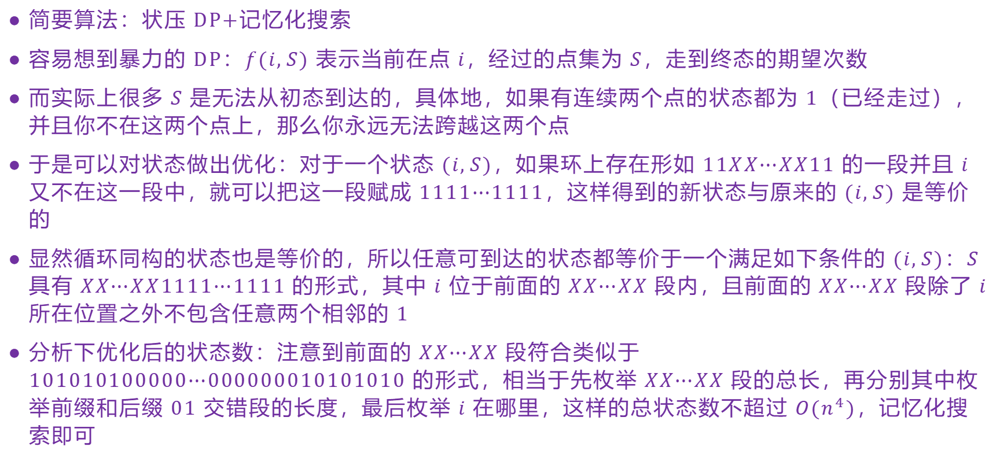 ● 简要算法：状压 DP+记忆化搜索
● 容易想到暴力的 DP：f(i, S) 表示当前在点 i，经过的点集为 S，走到终态的期望次数
● 而实际上很多 S 是无法从初态到达的，具体地，如果有连续两个点的状态都为 1（已经走过），
并且你不在这两个点上，那么你永远无法跨越这两个点
● 于是可以对状态做出优化：对于一个状态 (i, S)，如果环上存在形如 11XX⋯XX11 的一段并且 i
又不在这一段中，就可以把这一段赋成 1111⋯1111，这样得到的新状态与原来的 (i, S) 是等价
的
● 显然循环同构的状态也是等价的，所以任意可到达的状态都等价于一个满足如下条件的 (i, S)：S
具有 XX⋯XX1111⋯1111 的形式，其中 i 位于前面的 XX⋯XX 段内，且前面的 XX⋯XX 段除了 i
所在位置之外不包含任意两个相邻的 1
● 分析下优化后的状态数：注意到前面的 XX⋯XX 段符合类似于
101010100000⋯000000010101010 的形式，相当于先枚举 XX⋯XX 段的总长，再分别其中枚
举前缀和后缀 01 交错段的长度，最后枚举 i 在哪里，这样的总状态数不超过 O(n⁴)，记忆化搜
索即可